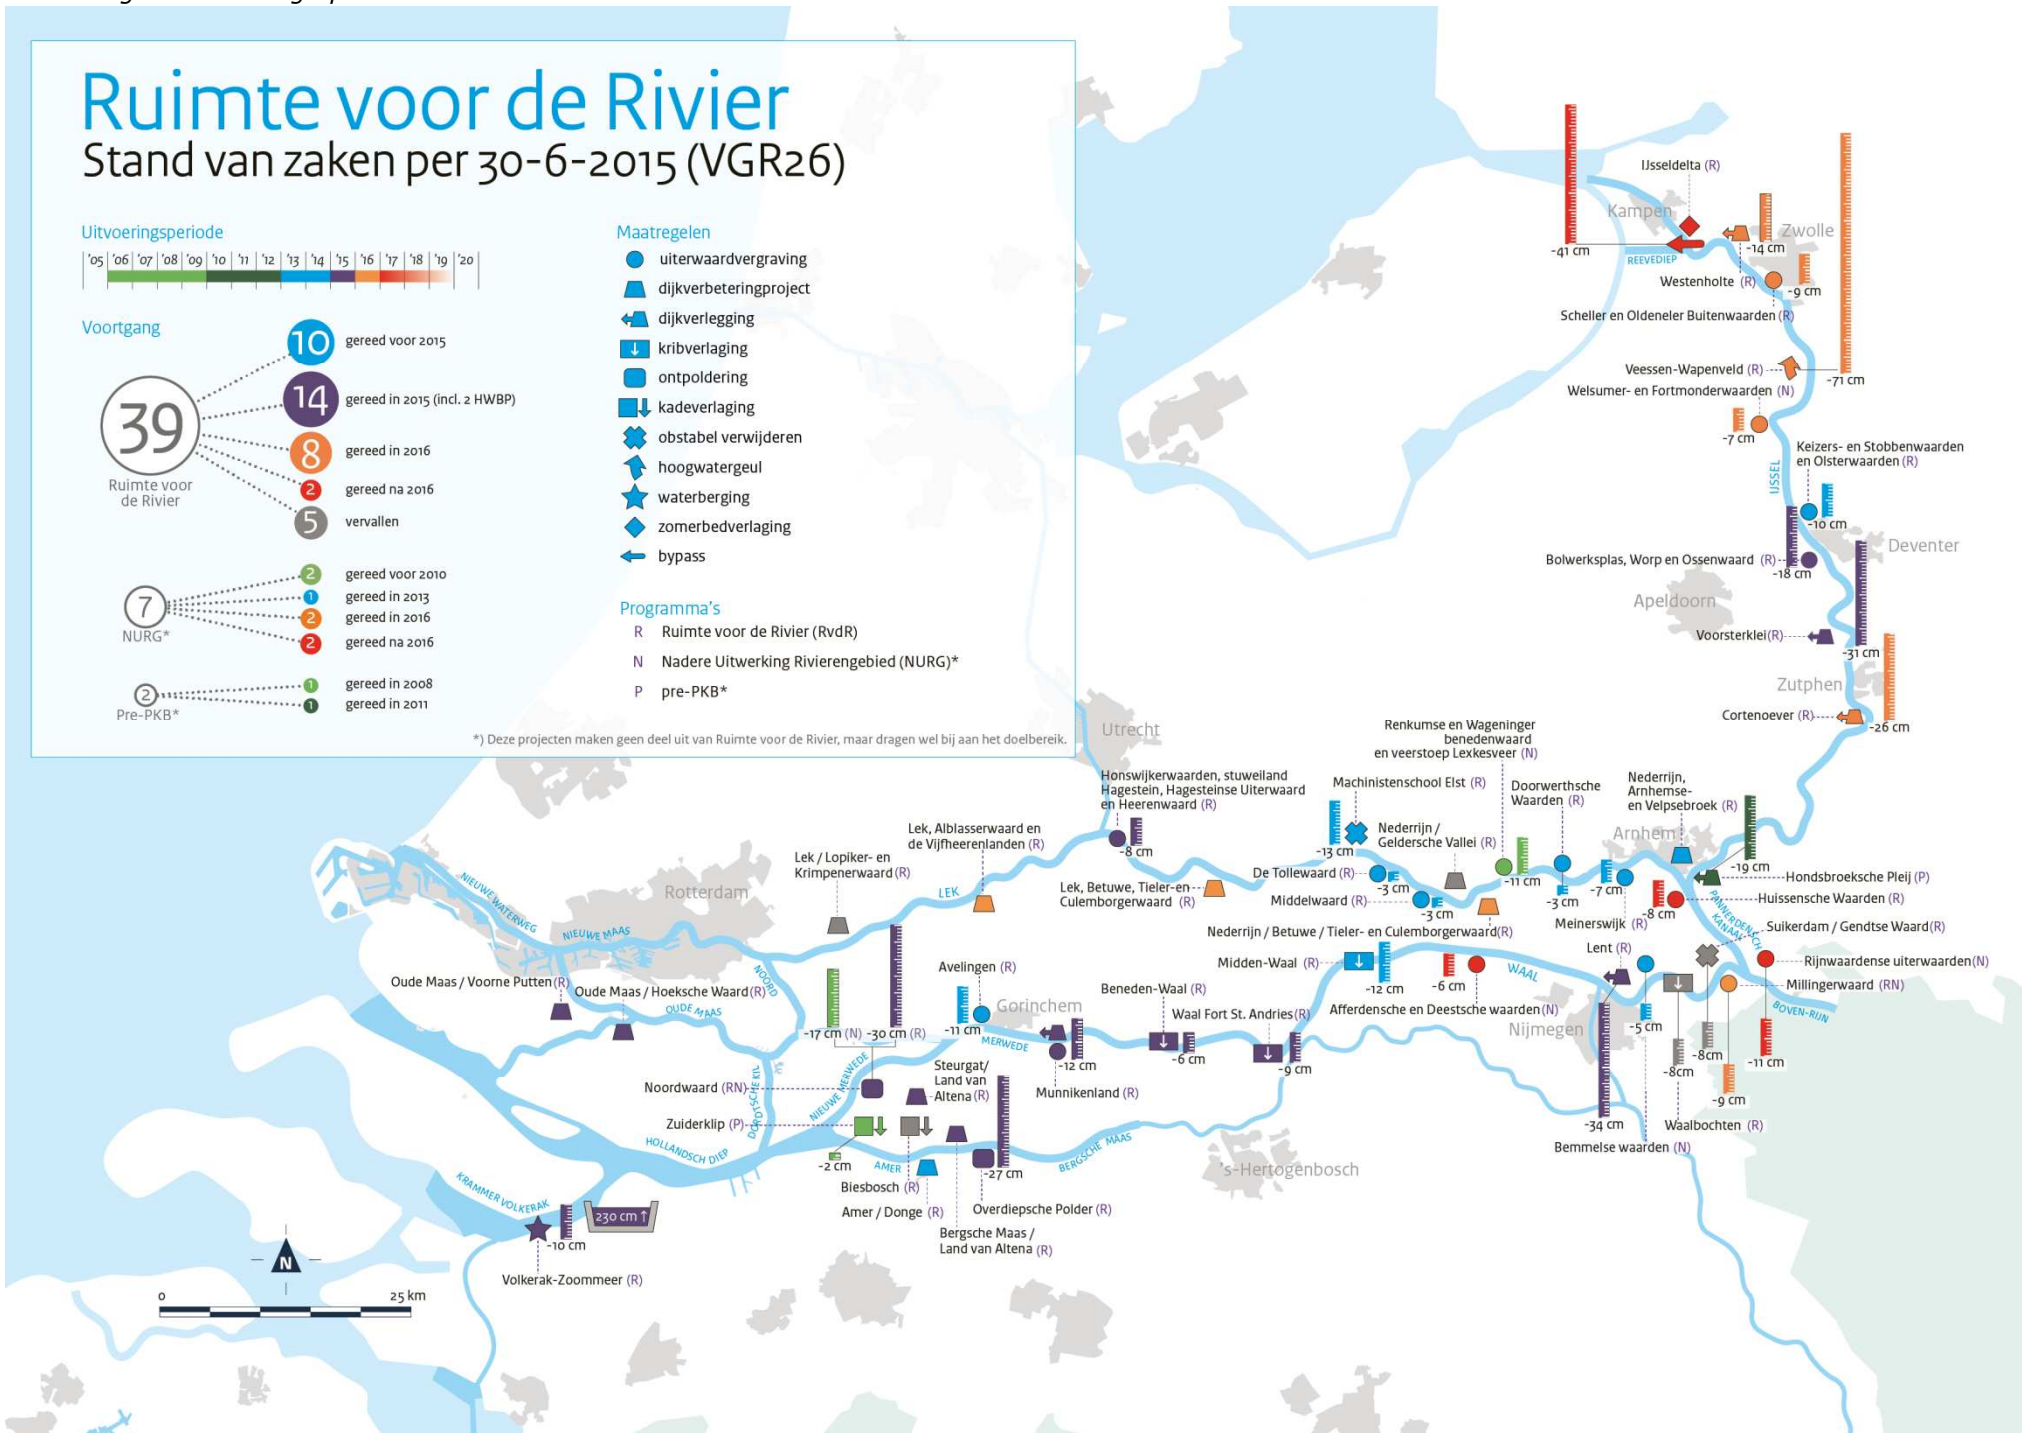 Ruimte voor de Rivier
Stand van zaken per 30-6-2015 (VGR26)
Uitvoeringsperiode
'05 '06 '07 '08 '09 '10 '11 '12 '13 '14 '15 '16 '17 '18 '19 '20
Voortgang
39
Ruimte voor
de Rivier
10 gereed voor 2015
14 gereed in 2015 (incl. 2 HWBP)
8 gereed in 2016
2 gereed na 2016
5 vervallen
7
NURG*
2 gereed voor 2010
1 gereed in 2013
2 gereed in 2016
2 gereed na 2016
2
Pre-PKB*
1 gereed in 2008
1 gereed in 2011
Maatregelen
uiterwaardvergraving
dijkverbeteringproject
dijkverlegging
kribverlaging
ontpoldering
kadeverlaging
obstabel verwijderen
hoogwatergeul
waterberging
zomerbedverlaging
bypass
Programma's
R Ruimte voor de Rivier (RvdR)
N Nadere Uitwerking Rivierengebied (NURG)*
P pre-PKB*
*) Deze projecten maken geen deel uit van Ruimte voor de Rivier, maar dragen wel bij aan het doelbereik.
IJsseldelta (R)
Kampen
-41 cm
REEVEDIEP
Zwolle
-14 cm
Westenholte (R)
-9 cm
Scheller en Oldeneler Buitenwaarden (R)
Veessen-Wapenveld (R)
-71 cm
Welsumer- en Fortmonderwaarden (N)
-7 cm
IJSSEL
Keizers- en Stobbenwaarden
en Olsterwaarden (R)
-10 cm
Deventer
Bolwerksplas, Worp en Ossenwaard (R)
-18 cm
Apeldoorn
Voorsterklei (R)
-31 cm
Zutphen
Cortenoever (R)
-26 cm
Utrecht
Honswijkerwaarden, stuweiland
Hagestein, Hagesteinse Uiterwaard
en Heerenwaard (R)
-8 cm
Renkumse en Wageninger
benedenwaard
en veerstoep Lexkesveer (N)
-11 cm
Machinistenschool Elst (R)
-13 cm
Doorwerthsche
Waarden (R)
-3 cm
Nederrijn,
Arnhemse-
en Velpsebroek (R)
Arnhem
-19 cm
Nederrijn /
Geldersche Vallei (R)
De Tollewaard (R)
-3 cm
Middelwaard (R)
-3 cm
-7 cm
Meinerswijk (R)
Hondsbroeksche Pleij (P)
Huissensche Waarden (R)
-8 cm
PANNERDENSCH
KANAAL
Lek, Alblasserwaard en
de Vijfheerenlanden (R)
Lek / Lopiker- en
Krimpenerwaard (R)
LEK
Lek, Betuwe, Tieler-en
Culemborgerwaard (R)
Nederrijn / Betuwe / Tieler- en Culemborgerwaard(R)
Rotterdam
NIEUWE WATERWEG
NIEUWE MAAS
NOORD
Oude Maas / Voorne Putten (R)
Oude Maas / Hoeksche Waard (R)
OUDE MAAS
-17 cm (N)
-30 cm (R)
Avelingen (R)
-11 cm
Gorinchem
MERWEDE
-12 cm
Munnikenland (R)
Beneden-Waal (R)
-6 cm
Waal Fort St. Andries (R)
-9 cm
Midden-Waal (R)
-12 cm
-6 cm
Afferdensche en Deestsche waarden (N)
WAAL
Lent (R)
Nijmegen
-34 cm
-5 cm
Bemmelse waarden (N)
Suikerdam / Gendtse Waard (R)
-8cm
Rijnwaardense uiterwaarden (N)
-11 cm
Millingerwaard (RN)
-9 cm
BOVEN-RIJN
-8cm
Waalbochten (R)
Noordwaard (RN)
NIEUWE MERWEDE
DORDTSCHE KIL
Steurgat/
Land van
Altena (R)
Zuiderklip (P)
-2 cm
HOLLANDSCH DIEP
AMER
Biesbosch (R)
Amer / Donge (R)
-27 cm
Overdiepsche Polder (R)
Bergsche Maas /
Land van Altena (R)
BERGSCHE MAAS
's-Hertogenbosch
KRAMMER VOLKERAK
230 cm ↑
-10 cm
Volkerak-Zoommeer (R)
N
0 25 km